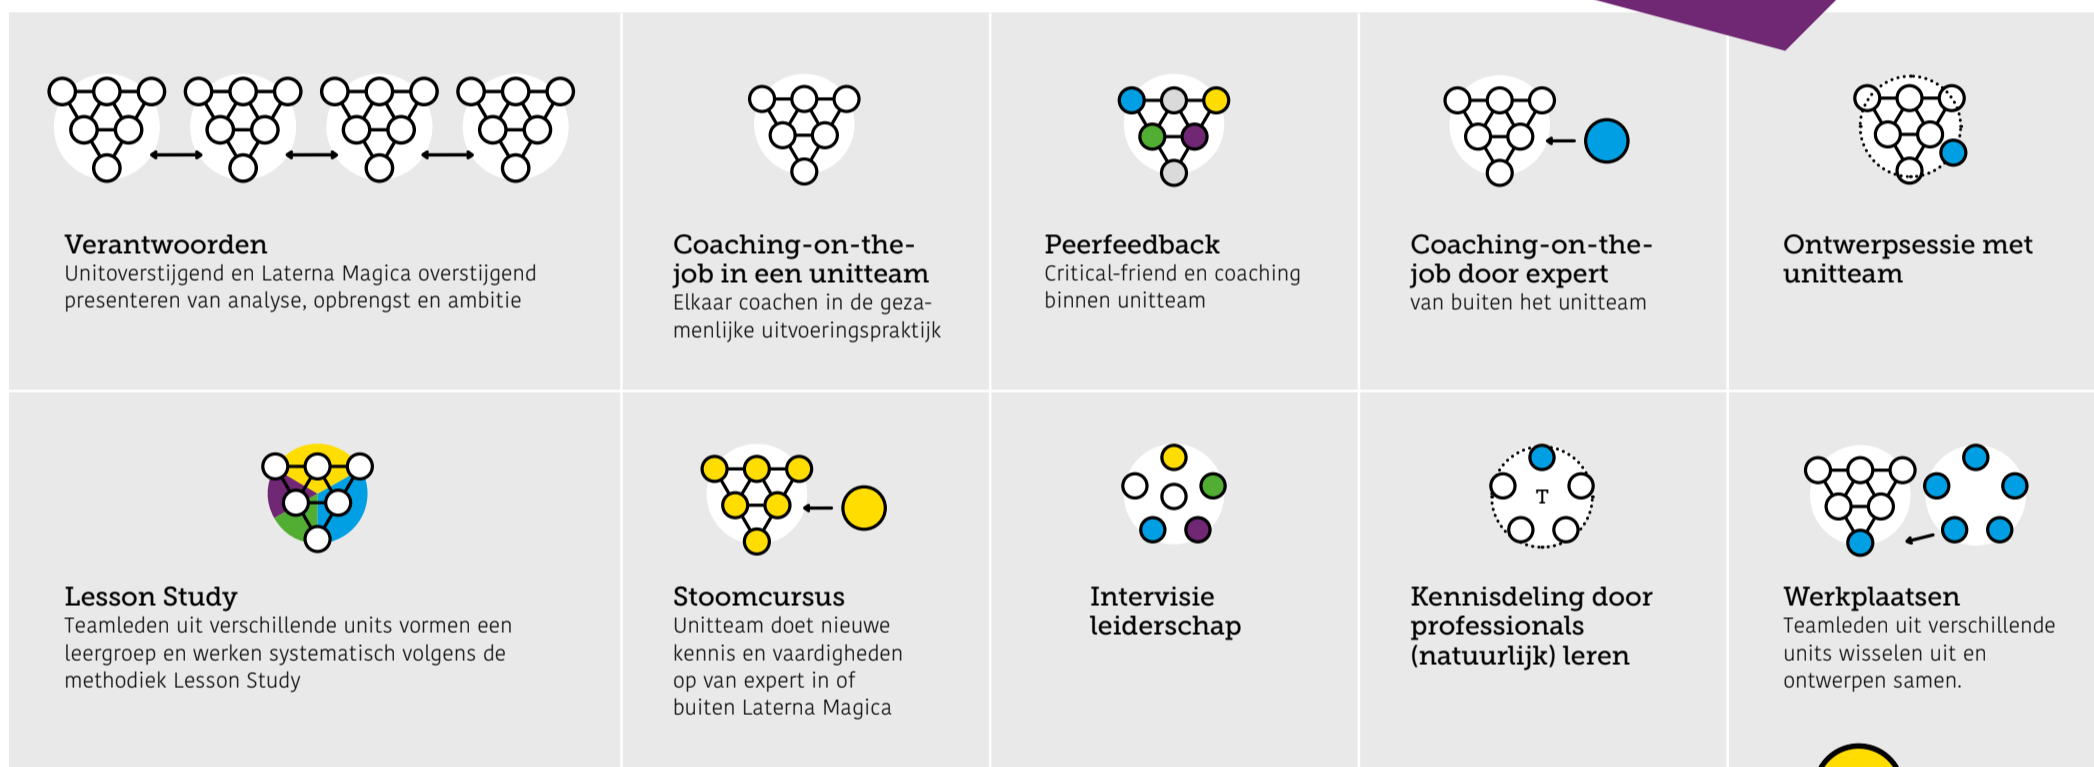 Verantwoorden
Unitoverstijgend en Laterna Magica overstijgend
presenteren van analyse, opbrengst en ambitie
Coaching-on-the-
job in een unitteam
Elkaar coachen in de geza-
menlijke uitvoeringspraktijk
Peerfeedback
Critical-friend en coaching
binnen unitteam
Coaching-on-the-
job door expert
van buiten het unitteam
Ontwerpsessie met
unitteam
Lesson Study
Teamleden uit verschillende units vormen een
leergroep en werken systematisch volgens de
methodiek Lesson Study
Stoomcursus
Unitteam doet nieuwe
kennis en vaardigheden
op van expert in of
buiten Laterna Magica
Intervisie
leiderschap
T
Kennisdeling door
professionals
(natuurlijk) leren
Werkplaatsen
Teamleden uit verschillende
units wisselen uit en
ontwerpen samen.